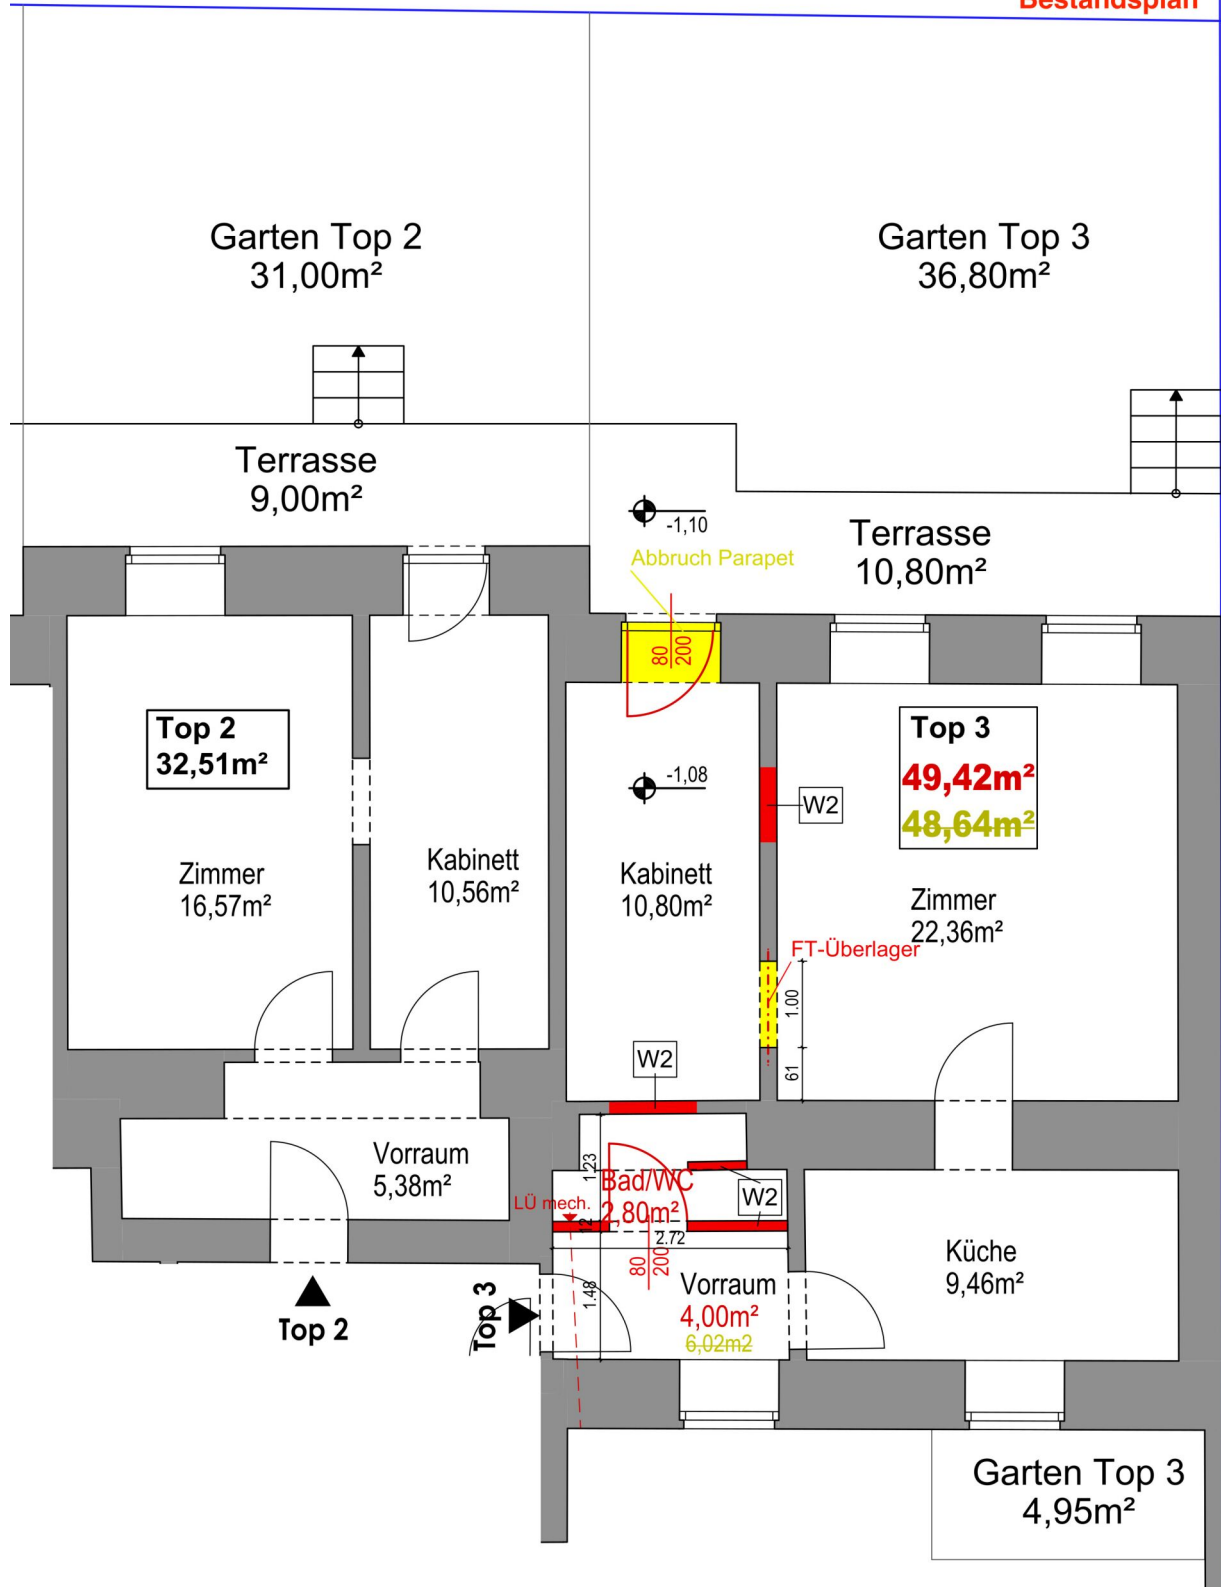 Bestandsplan
Garten Top 2
31,00m²
Garten Top 3
36,80m²
Terrasse
9,00m²
-1,10
Abbruch Parapet
Terrasse
10,80m²
80
200
Top 2
32,51m²
Top 3
49,42m²
48,64m²
-1,08
W2
Zimmer
16,57m²
Kabinett
10,56m²
Kabinett
10,80m²
Zimmer
22,36m²
FT-Überlager
1.00
61
W2
Vorraum
5,38m²
1.23
Bad/WC
2,80m²
W2
LÜ mech.
12
2.72
80
200
1.48
Vorraum
4,00m²
6,02m2
Küche
9,46m²
Top 2
Top 3
Garten Top 3
4,95m²